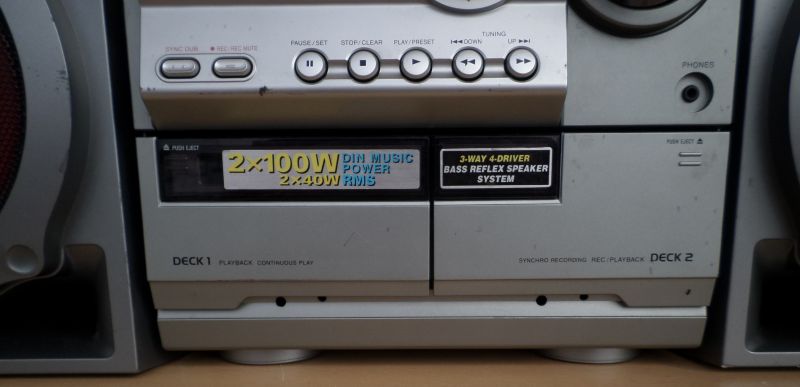 SYNC DUB
● REC/REC MUTE
PAUSE/SET
STOP/CLEAR
PLAY/PRESET
DOWN
TUNING
UP
PHONES
PUSH EJECT
2×100W DIN MUSIC POWER
2×40W RMS
3-WAY 4-DRIVER
BASS REFLEX SPEAKER
SYSTEM
PUSH EJECT
DECK 1 PLAYBACK CONTINUOUS PLAY
SYNCHRO RECORDING REC/PLAYBACK DECK 2